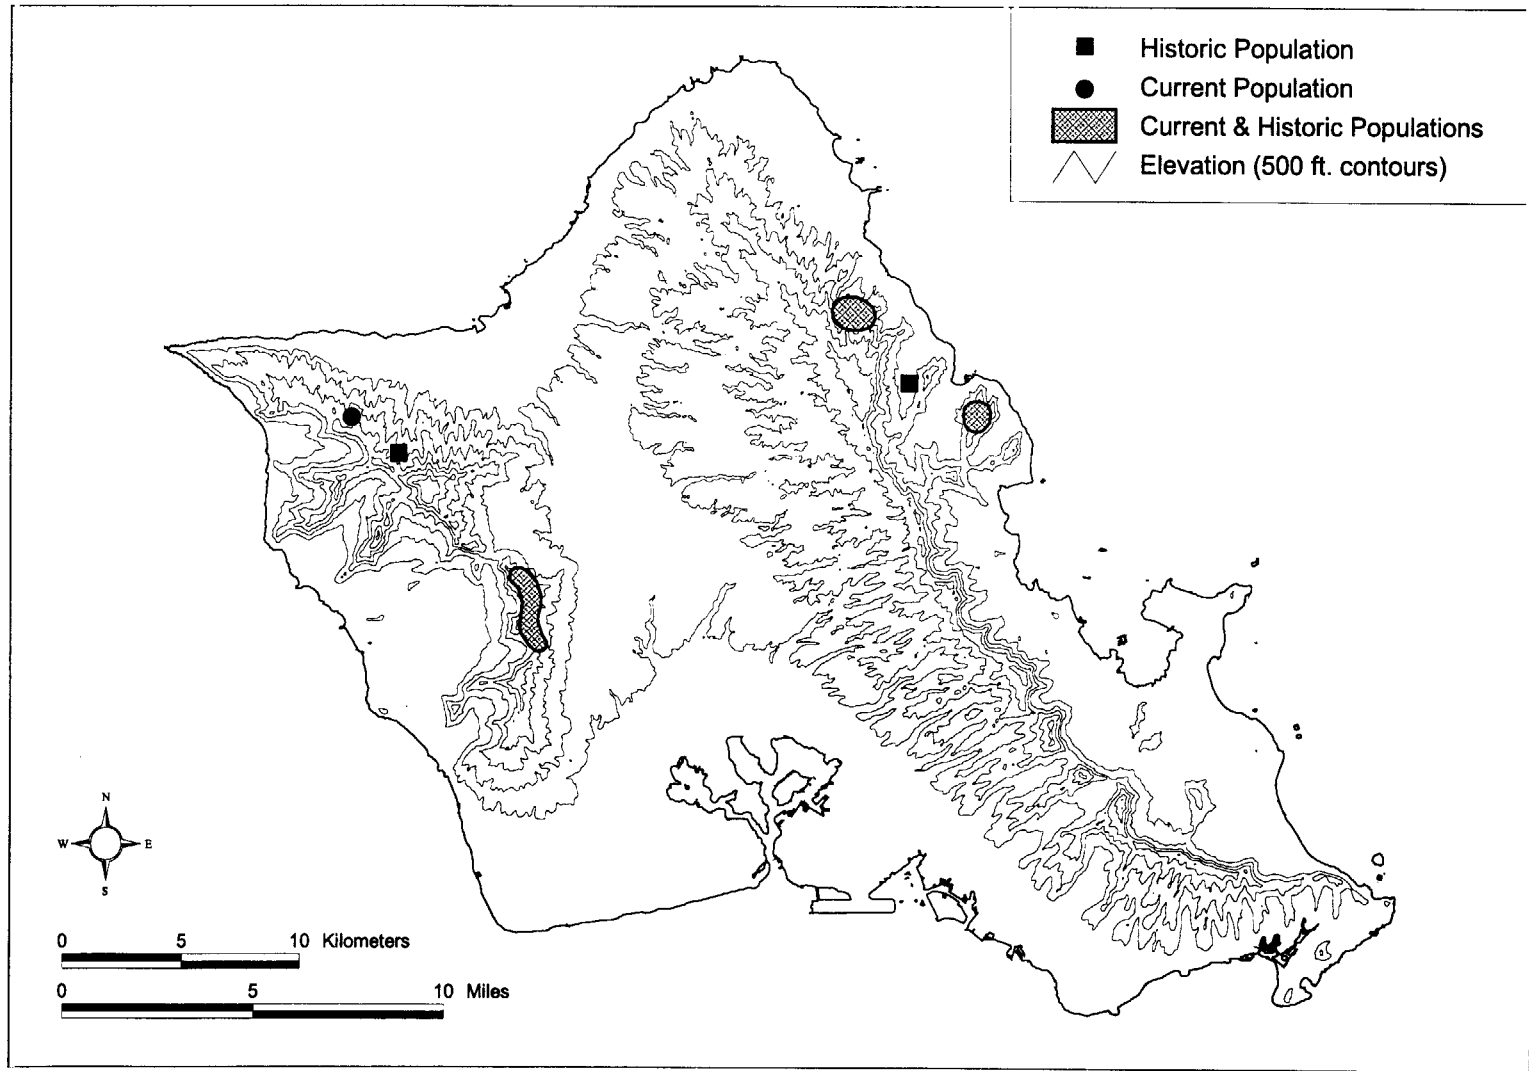 Historic Population
Current Population
Current & Historic Populations
Elevation (500 ft. contours)
N
W E
S
0 5 10 Kilometers
0 5 10 Miles